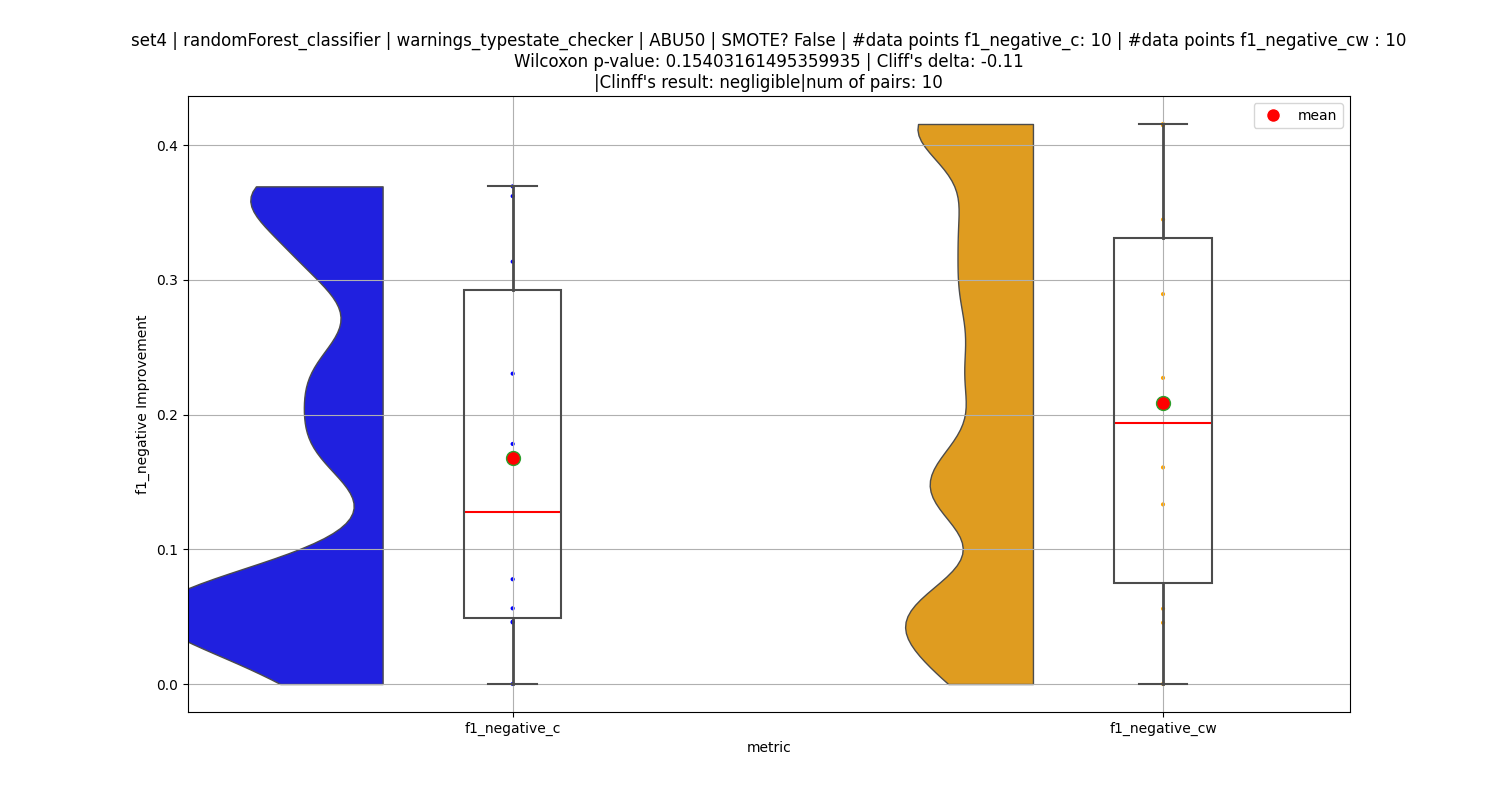 set4 | randomForest_classifier | warnings_typestate_checker | ABU50 | SMOTE? False | #data points f1_negative_c: 10 | #data points f1_negative_cw : 10
Wilcoxon p-value: 0.15403161495359935 | Cliff's delta: -0.11
|Clinff's result: negligible|num of pairs: 10
mean
0.4
0.3
0.2
0.1
0.0
f1_negative Improvement
f1_negative_c
f1_negative_cw
metric